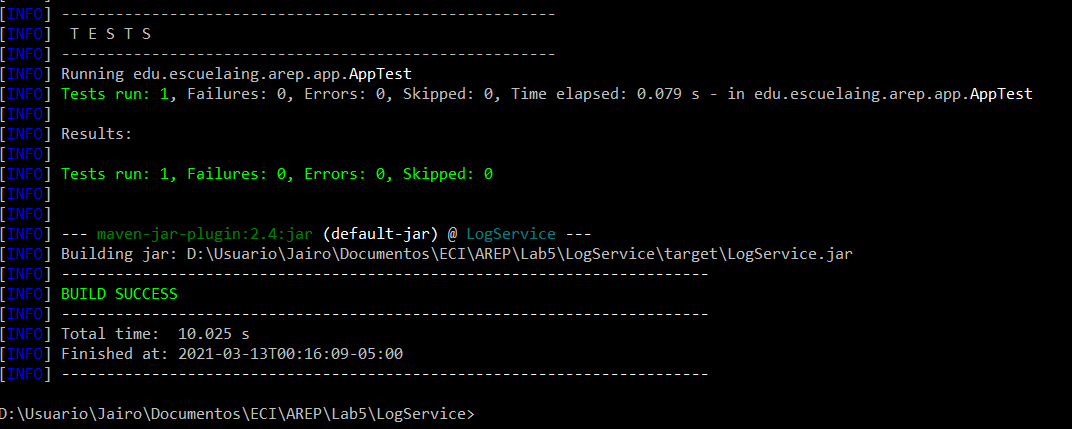 [INFO] -------------------------------------------------------
[INFO]  T E S T S
[INFO] -------------------------------------------------------
[INFO] Running edu.escuelaing.arep.app.AppTest
[INFO] Tests run: 1, Failures: 0, Errors: 0, Skipped: 0, Time elapsed: 0.079 s - in edu.escuelaing.arep.app.AppTest
[INFO]
[INFO] Results:
[INFO]
[INFO] Tests run: 1, Failures: 0, Errors: 0, Skipped: 0
[INFO]
[INFO]
[INFO] --- maven-jar-plugin:2.4:jar (default-jar) @ LogService ---
[INFO] Building jar: D:\Usuario\Jairo\Documentos\ECI\AREP\Lab5\LogService\target\LogService.jar
[INFO] ------------------------------------------------------------------------
[INFO] BUILD SUCCESS
[INFO] ------------------------------------------------------------------------
[INFO] Total time:  10.025 s
[INFO] Finished at: 2021-03-13T00:16:09-05:00
[INFO] ------------------------------------------------------------------------
D:\Usuario\Jairo\Documentos\ECI\AREP\Lab5\LogService>